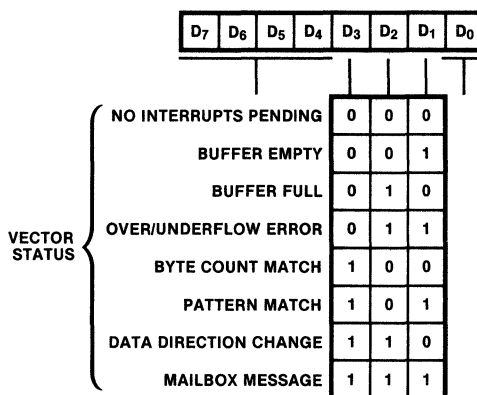 D7 D6 D5 D4 D3 D2 D1 D0
NO INTERRUPTS PENDING 0 0 0
BUFFER EMPTY 0 0 1
BUFFER FULL 0 1 0
OVER/UNDERFLOW ERROR 0 1 1
VECTOR
STATUS
BYTE COUNT MATCH 1 0 0
PATTERN MATCH 1 0 1
DATA DIRECTION CHANGE 1 1 0
MAILBOX MESSAGE 1 1 1